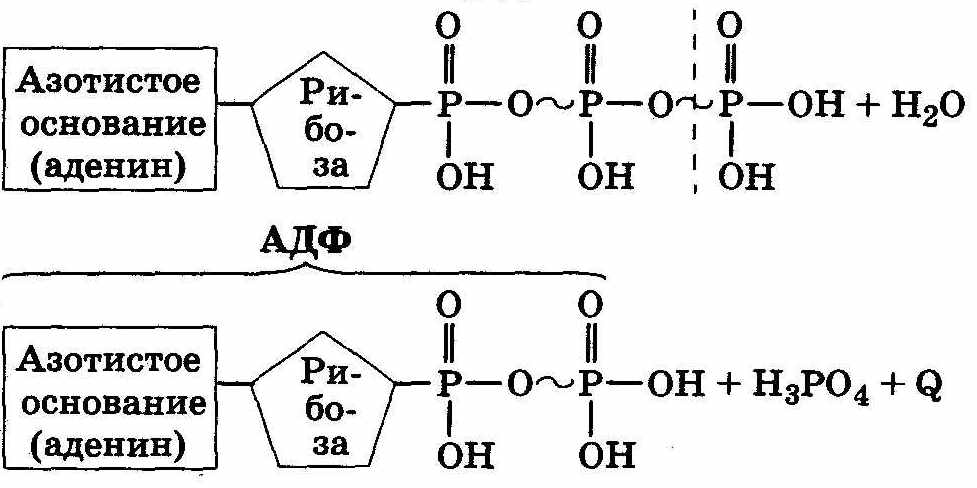 O O O
Азотистое основание (аденин)
Ри-бо-за
P—O~P—O~P—OH + H₂O
OH OH OH
АДФ
O O
Азотистое основание (аденин)
Ри-бо-за
P—O~P—OH + H₃PO₄ + Q
OH OH